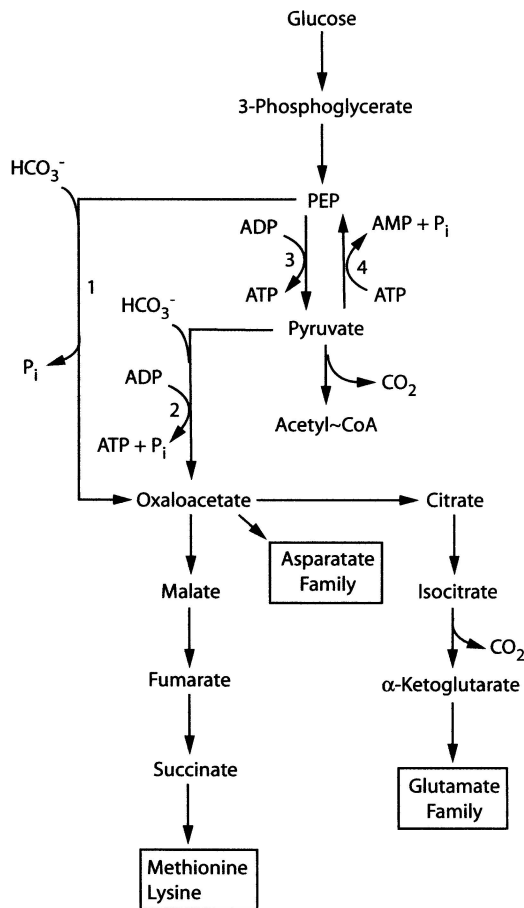 Glucose
3-Phosphoglycerate
HCO₃⁻
PEP
ADP
AMP + Pᵢ
3
4
1
ATP
ATP
HCO₃⁻
Pyruvate
Pᵢ
ADP
CO₂
2
Acetyl~CoA
ATP + Pᵢ
Oxaloacetate
Citrate
Asparatate
Family
Malate
Isocitrate
CO₂
Fumarate
α-Ketoglutarate
Succinate
Glutamate
Family
Methionine
Lysine